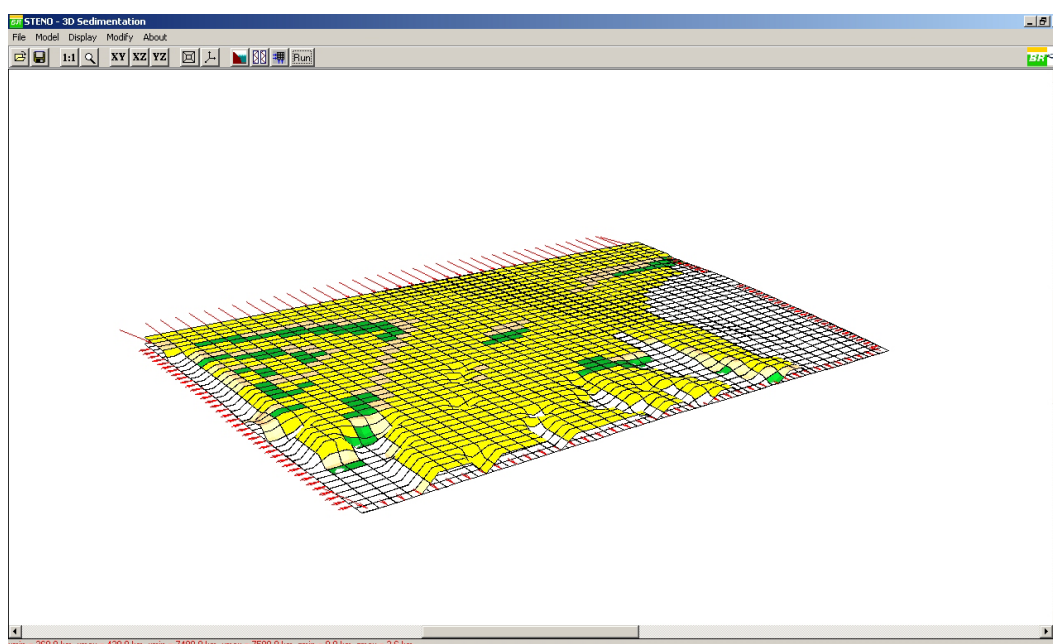 STENO - 3D Sedimentation
File Model Display Modify About
1:1 XY XZ YZ Run
BR